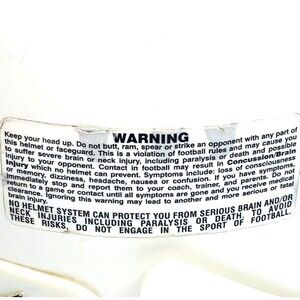 WARNING
Keep your head up. Do not butt, ram, spear or strike an opponent with any part of
this helmet or faceguard. This is a violation of football rules and may cause you
to suffer severe brain or neck injury, including paralysis or death and possible
injury to your opponent. Contact in football may result in Concussion/Brain
Injury which no helmet can prevent. Symptoms include: loss of consciousness
or memory, dizziness, headache, nausea or confusion. If you have symptoms,
immediately stop and report them to your coach, trainer, and parents. Do not
return to a game or contact until all symptoms are gone and you receive medical
clearance. Ignoring this warning may lead to another and more serious or fatal
brain injury.
NO HELMET SYSTEM CAN PROTECT YOU FROM SERIOUS BRAIN AND/OR
NECK INJURIES INCLUDING PARALYSIS OR DEATH. TO AVOID
THESE RISKS, DO NOT ENGAGE IN THE SPORT OF FOOTBALL.